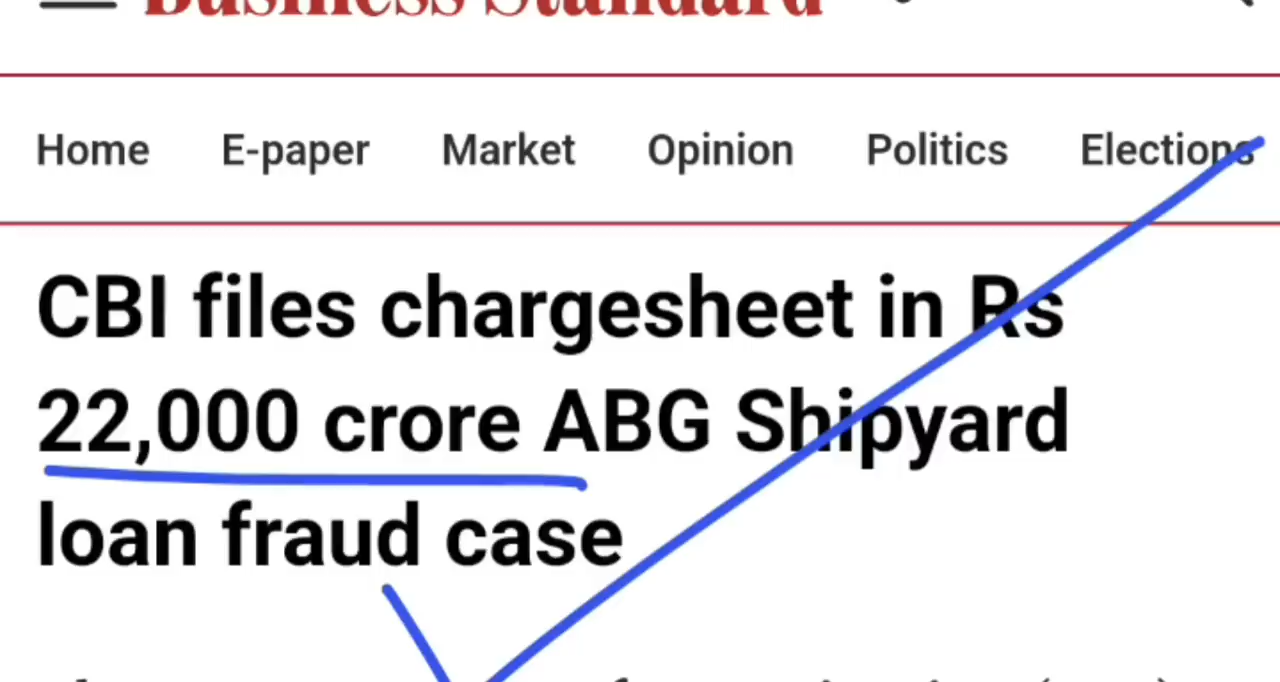 Business Standard
Home E-paper Market Opinion Politics Elections
CBI files chargesheet in Rs
22,000 crore ABG Shipyard
loan fraud case